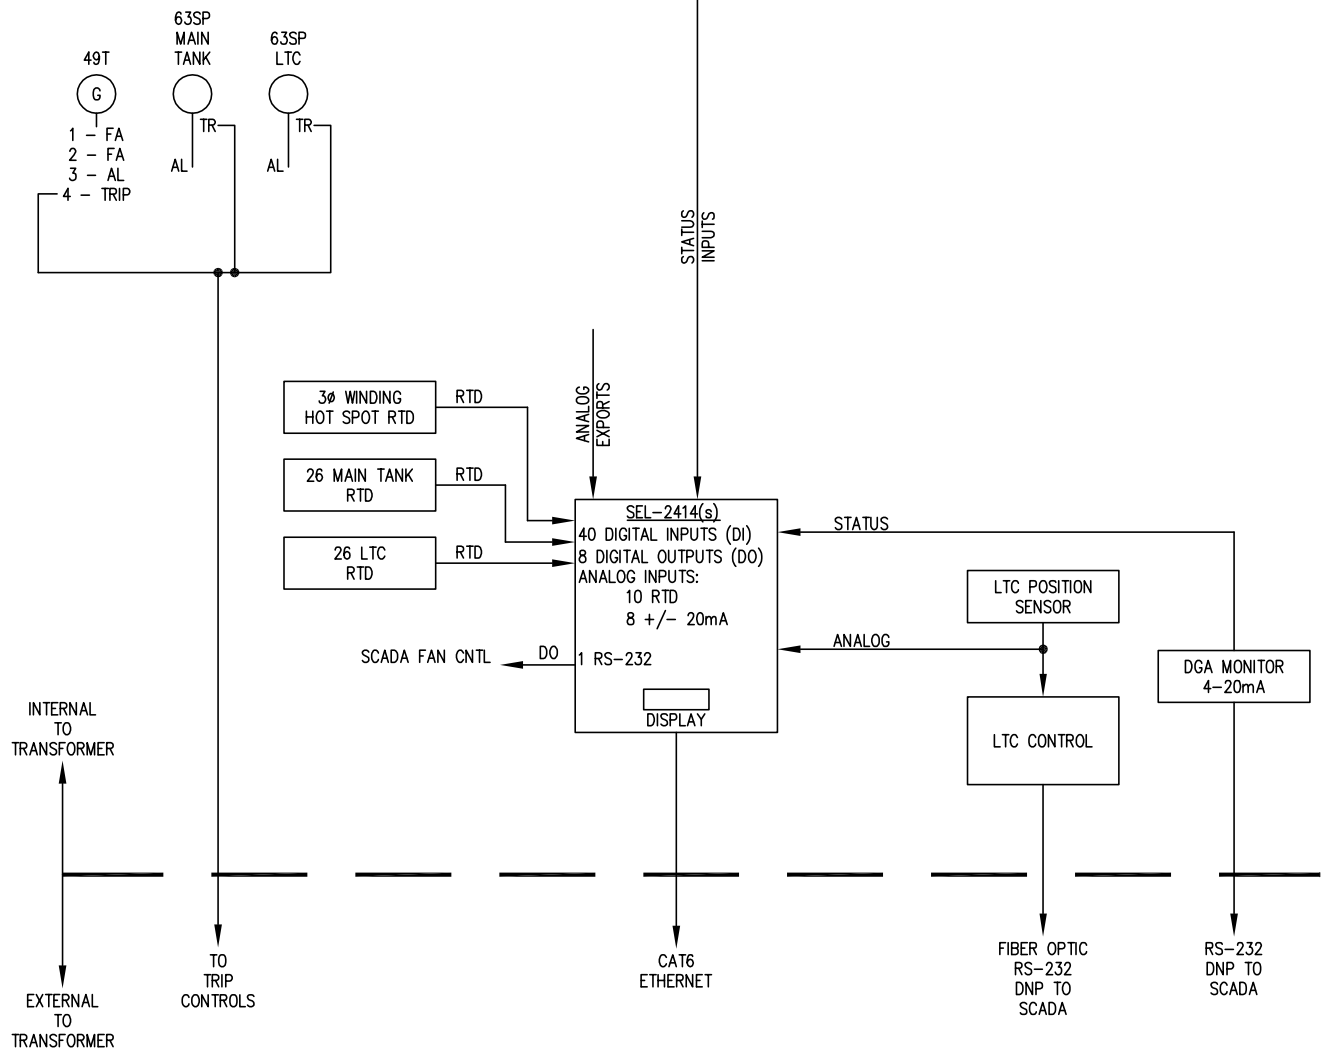 63SP
MAIN
TANK
63SP
LTC
49T
G
TR
TR
1 – FA
2 – FA
3 – AL
4 – TRIP
AL
AL
STATUS
INPUTS
ANALOG
EXPORTS
3ø WINDING
HOT SPOT RTD
RTD
26 MAIN TANK
RTD
RTD
26 LTC
RTD
RTD
SEL–2414(s)
40 DIGITAL INPUTS (DI)
8 DIGITAL OUTPUTS (DO)
ANALOG INPUTS:
10 RTD
8 +/– 20mA
1 RS–232
DISPLAY
SCADA FAN CNTL
DO
STATUS
LTC POSITION
SENSOR
ANALOG
DGA MONITOR
4–20mA
LTC CONTROL
INTERNAL
TO
TRANSFORMER
EXTERNAL
TO
TRANSFORMER
TO
TRIP
CONTROLS
CAT6
ETHERNET
FIBER OPTIC
RS–232
DNP TO
SCADA
RS–232
DNP TO
SCADA